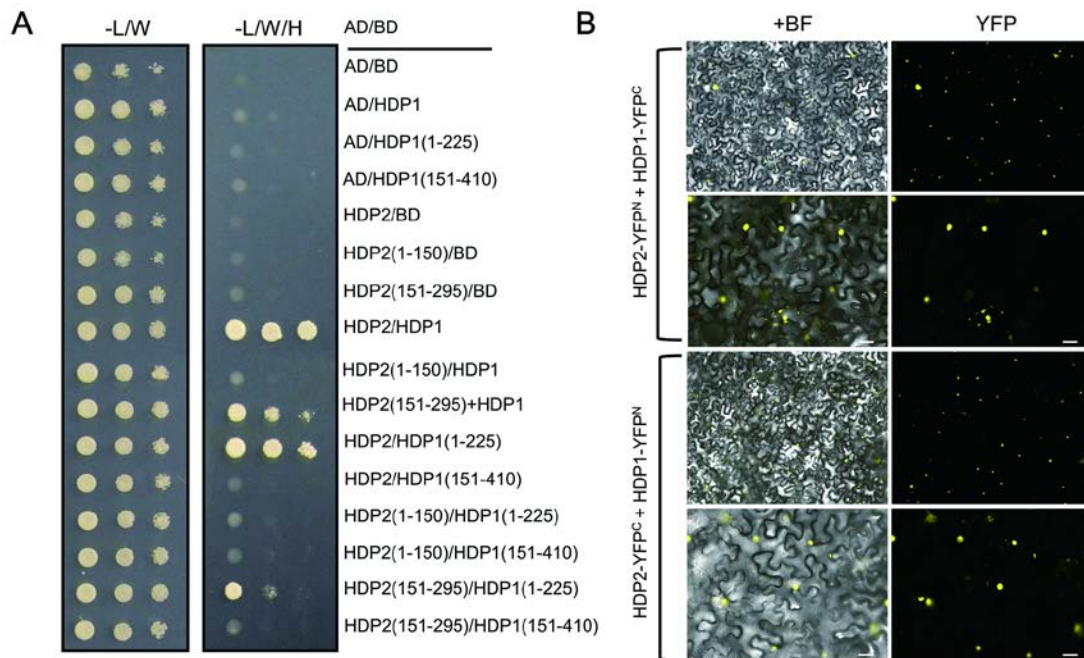 A
-L/W
-L/W/H
AD/BD
AD/BD
AD/HDP1
AD/HDP1(1-225)
AD/HDP1(151-410)
HDP2/BD
HDP2(1-150)/BD
HDP2(151-295)/BD
HDP2/HDP1
HDP2(1-150)/HDP1
HDP2(151-295)+HDP1
HDP2/HDP1(1-225)
HDP2/HDP1(151-410)
HDP2(1-150)/HDP1(1-225)
HDP2(1-150)/HDP1(151-410)
HDP2(151-295)/HDP1(1-225)
HDP2(151-295)/HDP1(151-410)
B
+BF
YFP
HDP2-YFPᴺ + HDP1-YFPᶜ
HDP2-YFPᶜ + HDP1-YFPᴺ